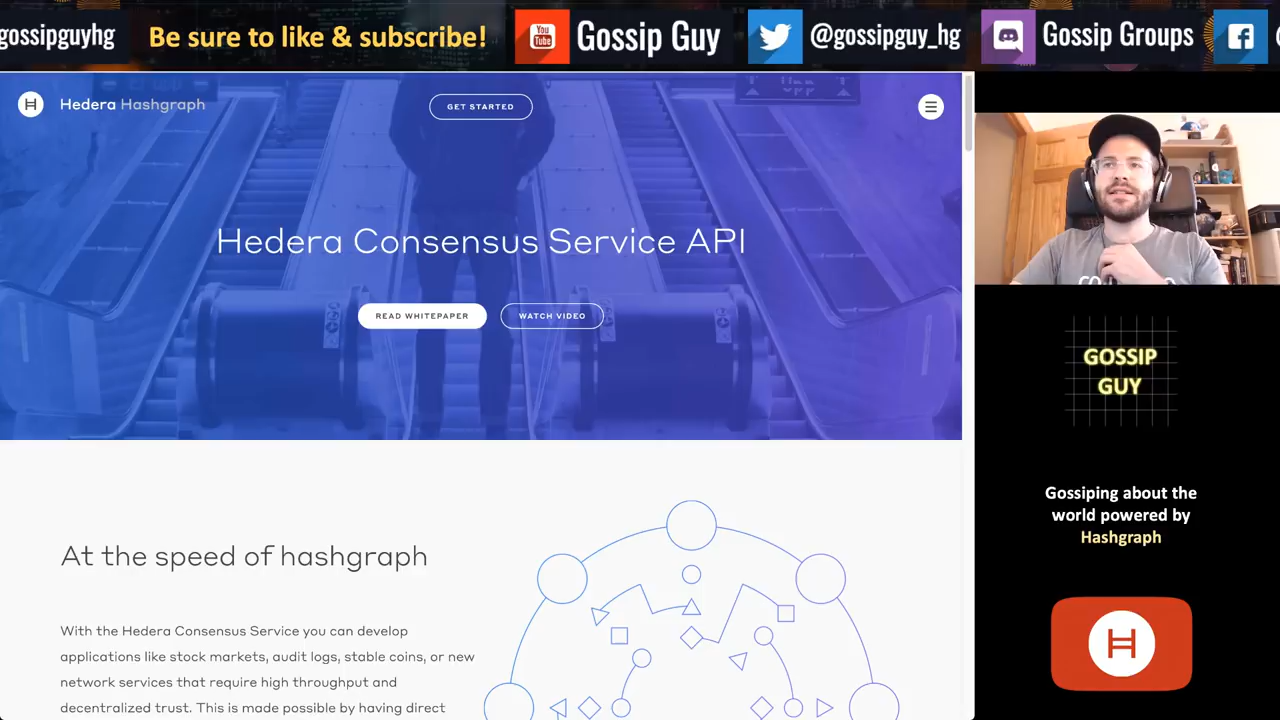 gossipguyhg
Be sure to like & subscribe!
You
Tube
Gossip Guy
@gossipguy_hg
Gossip Groups
Hedera Hashgraph
GET STARTED
Hedera Consensus Service API
READ WHITEPAPER
WATCH VIDEO
GOSSIP
GUY
Gossiping about the
world powered by
Hashgraph
At the speed of hashgraph
With the Hedera Consensus Service you can develop
applications like stock markets, audit logs, stable coins, or new
network services that require high throughput and
decentralized trust. This is made possible by having direct